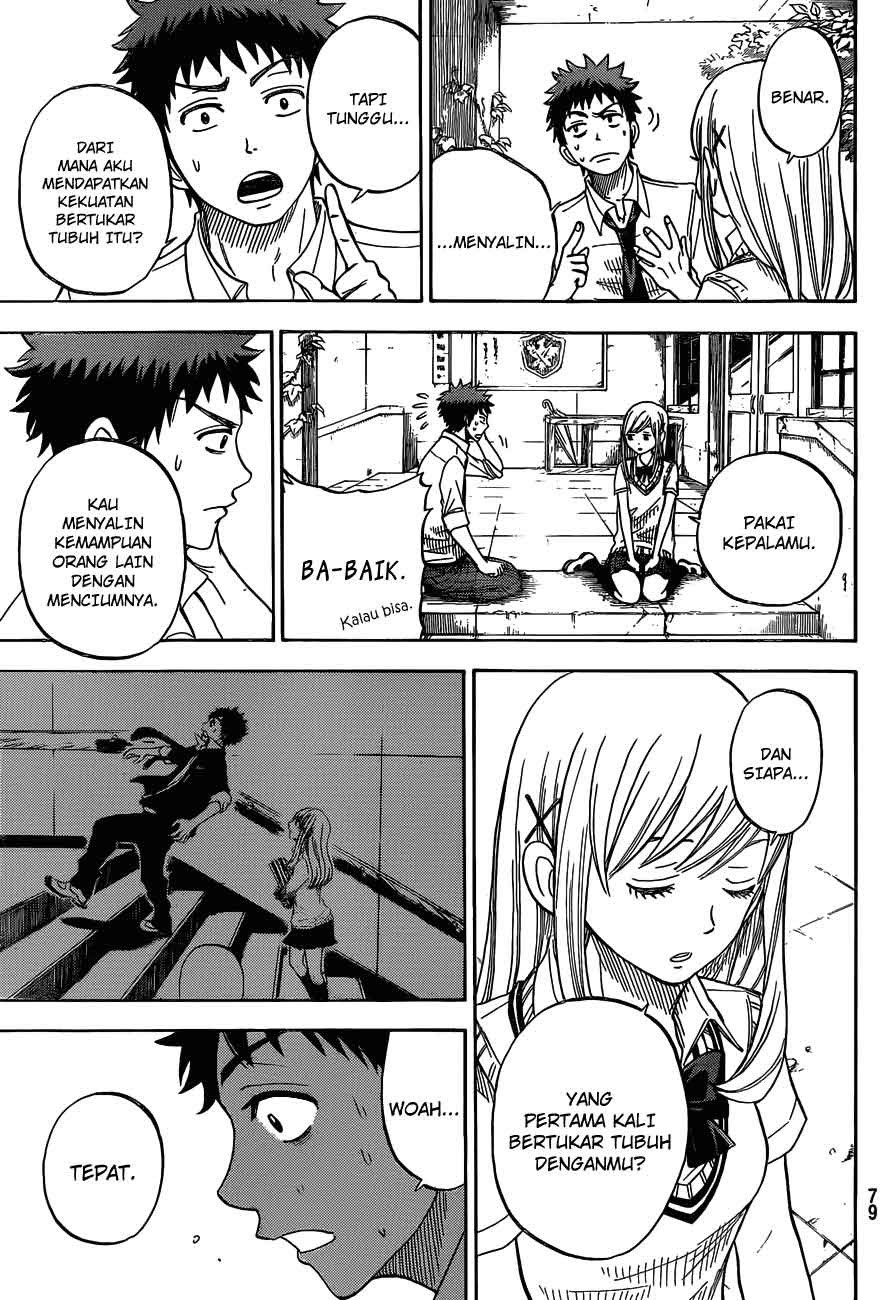 BENAR.
...MENYALIN...
TAPI
TUNGGU...
DARI
MANA AKU
MENDAPATKAN
KEKUATAN
BERTUKAR
TUBUH ITU?
PAKAI
KEPALAMU.
BA-BAIK.
Kalau bisa.
KAU
MENYALIN
KEMAMPUAN
ORANG LAIN
DENGAN
MENCIUMNYA.
DAN
SIAPA...
YANG
PERTAMA KALI
BERTUKAR TUBUH
DENGANMU?
WOAH...
TEPAT.
79